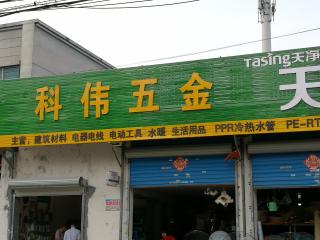 Tasing天净
科伟五金
天
主营：建筑材料 电器电线 电动工具 水暖 生活用品 PPR冷热水管 PE-RT